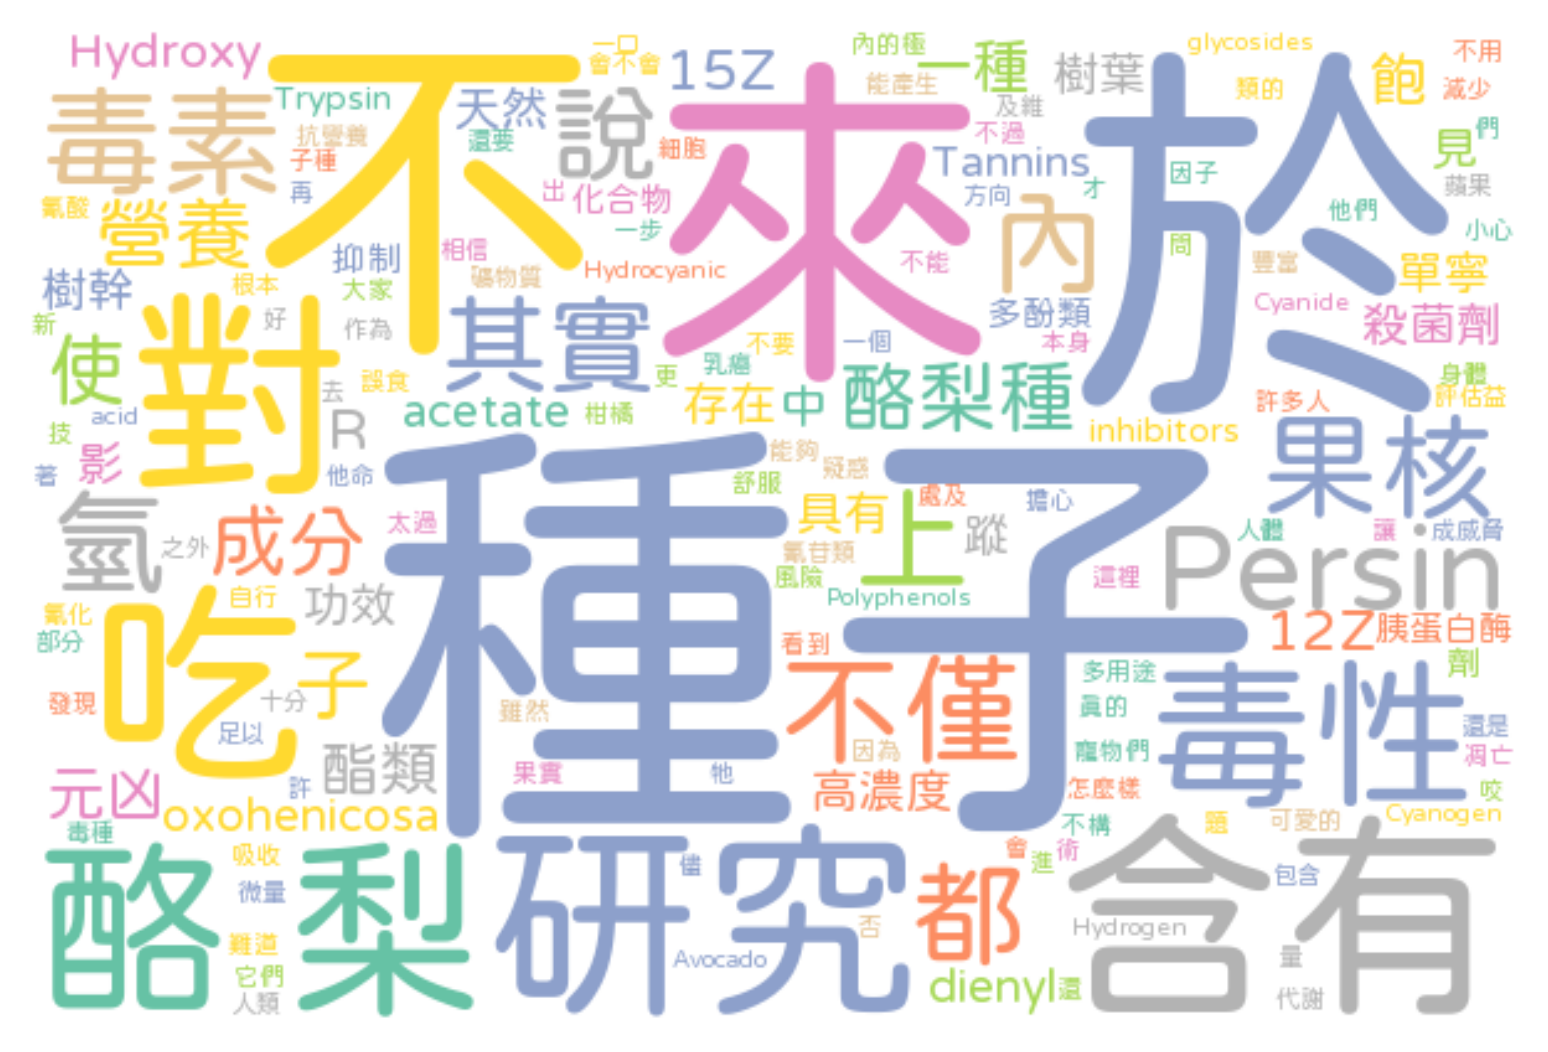 Hydroxy
不
一口
會不會
15Z
來
內的極
一種
樹葉
於
glycosides
飽
不用
毒素
Trypsin
天然
說
能產生
及雜
類的
減少
抗營養
還要
細胞
不過
見
們
子種
Tannins
因子
蘋果
再
出
化合物
方向
才
氰酸
營養
一步
內
他們
小心
抑制
相信
不能
問
樹幹
根本
大家
礦物質
Hydrocyanic
豐富
單寧
Cyanide
新
好
作為
其實
多酚類
殺菌劑
對
使
不要
一個
本身
乳癌
更
去
誤食
酪梨種
身體
acid
acetate
柑橘
存在
中
許多人
評估益
技
R
inhibitors
影
果核
著
他命
種子
能夠
疑惑
舒服
處及
擔心
氫
太過
具有
上
蹤
人體
讓
成威脅
成分
之外
氰苷類
Persin
風險
這裡
自行
功效
Polyphenols
氰化
部分
吃
看到
12Z
胰蛋白酶
子
不僅
多用途
毒性
劑
發現
十分
雖然
真的
足以
還是
酯類
因為
寵物們
凋亡
元凶
果實
牠
高濃度
怎麼樣
許
咬
oxohenicosa
Cyanogen
毒種
不構
題
可愛的
酪梨
吸收
研究
會
進
術
含有
儘
都
包含
微量
否
Hydrogen
難道
Avocado
量
它們
dienyl
還
人類
代謝